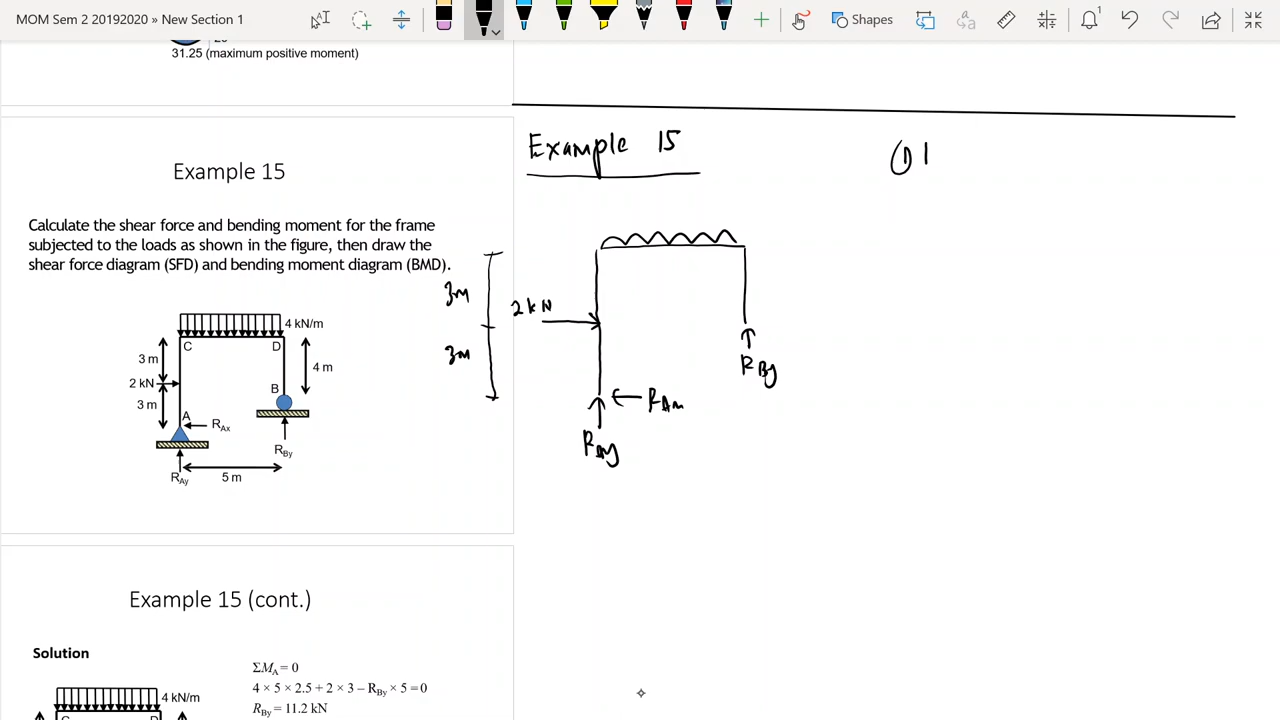 MOM Sem 2 20192020 » New Section 1
Shapes
31.25 (maximum positive moment)
Example 15
Calculate the shear force and bending moment for the frame
subjected to the loads as shown in the figure, then draw the
shear force diagram (SFD) and bending moment diagram (BMD).
4 kN/m
C
D
3 m
4 m
2 kN
B
3 m
A
RAx
RBy
RAy
5 m
Example 15 (cont.)
Solution
4 kN/m
ΣMA = 0
4 × 5 × 2.5 + 2 × 3 – RBy × 5 = 0
RBy = 11.2 kN
Example 15
① 1
3m
2 kN
3m
RBy
RAx
RAy